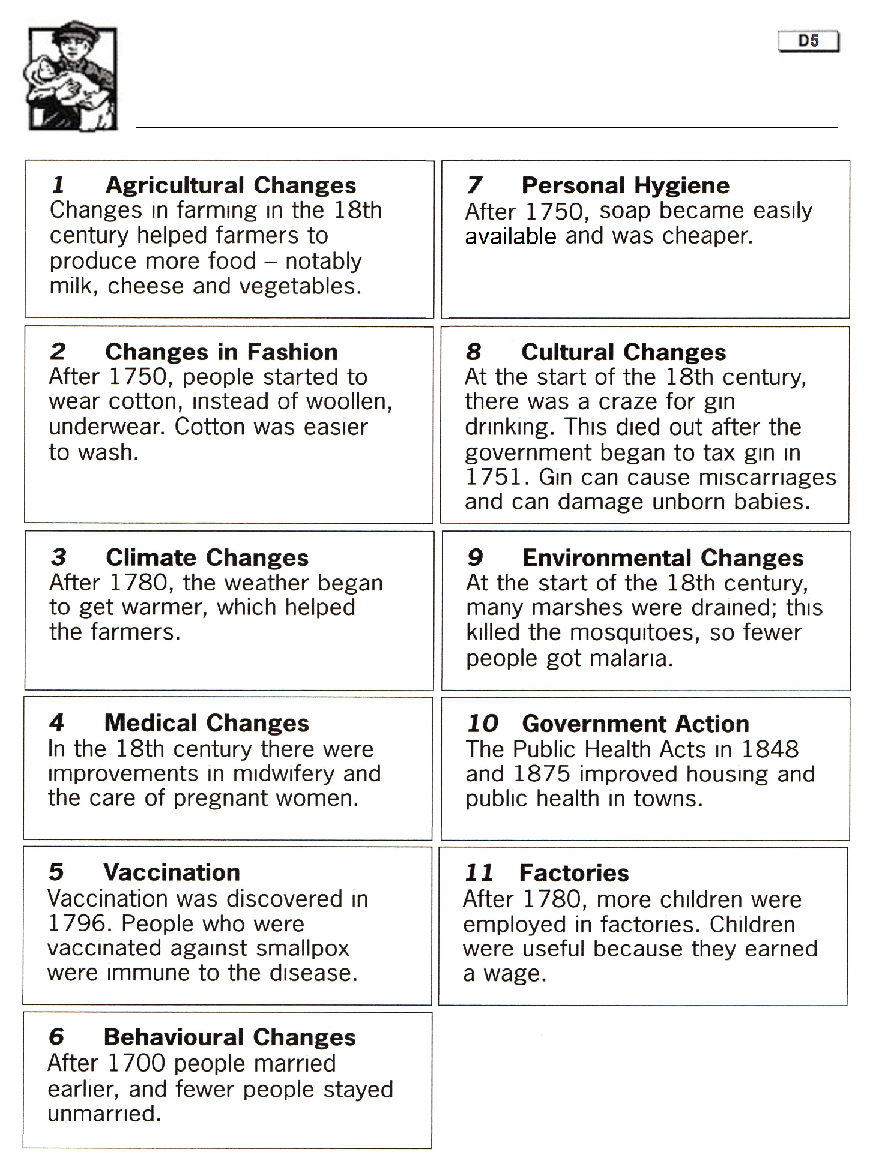 D5
1 Agricultural Changes
Changes in farming in the 18th
century helped farmers to
produce more food – notably
milk, cheese and vegetables.
2 Changes in Fashion
After 1750, people started to
wear cotton, instead of woollen,
underwear. Cotton was easier
to wash.
3 Climate Changes
After 1780, the weather began
to get warmer, which helped
the farmers.
4 Medical Changes
In the 18th century there were
improvements in midwifery and
the care of pregnant women.
5 Vaccination
Vaccination was discovered in
1796. People who were
vaccinated against smallpox
were immune to the disease.
6 Behavioural Changes
After 1700 people married
earlier, and fewer people stayed
unmarried.
7 Personal Hygiene
After 1750, soap became easily
available and was cheaper.
8 Cultural Changes
At the start of the 18th century,
there was a craze for gin
drinking. This died out after the
government began to tax gin in
1751. Gin can cause miscarriages
and can damage unborn babies.
9 Environmental Changes
At the start of the 18th century,
many marshes were drained; this
killed the mosquitoes, so fewer
people got malaria.
10 Government Action
The Public Health Acts in 1848
and 1875 improved housing and
public health in towns.
11 Factories
After 1780, more children were
employed in factories. Children
were useful because they earned
a wage.